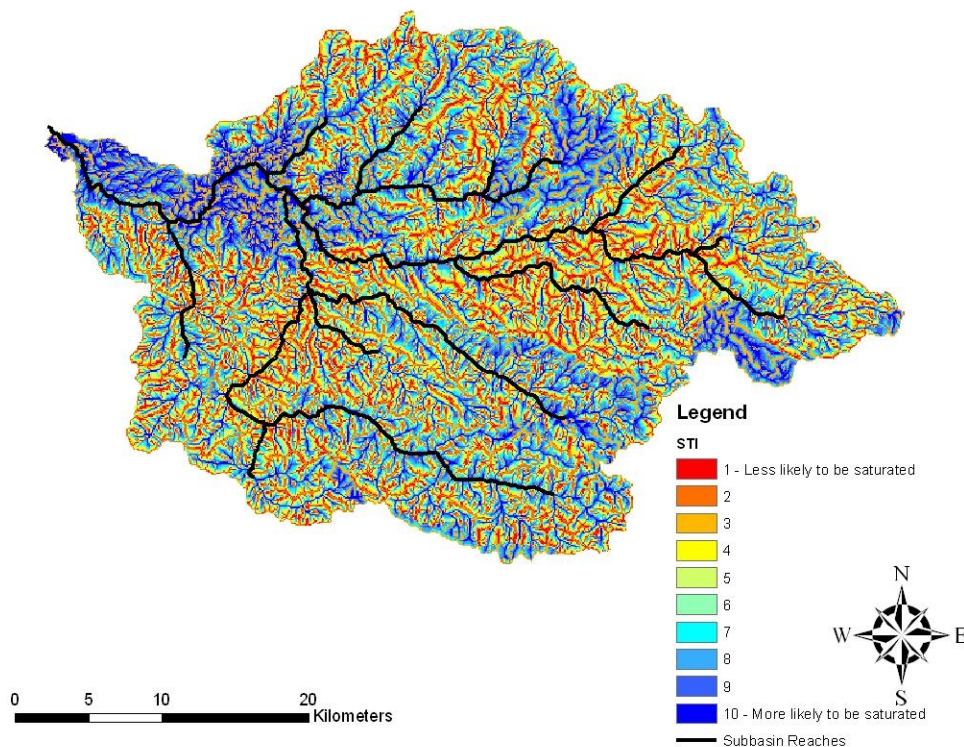 Legend
STI
1 - Less likely to be saturated
2
3
4
5
6
7
8
9
10 - More likely to be saturated
Subbasin Reaches
N
W E
S
0 5 10 20
Kilometers